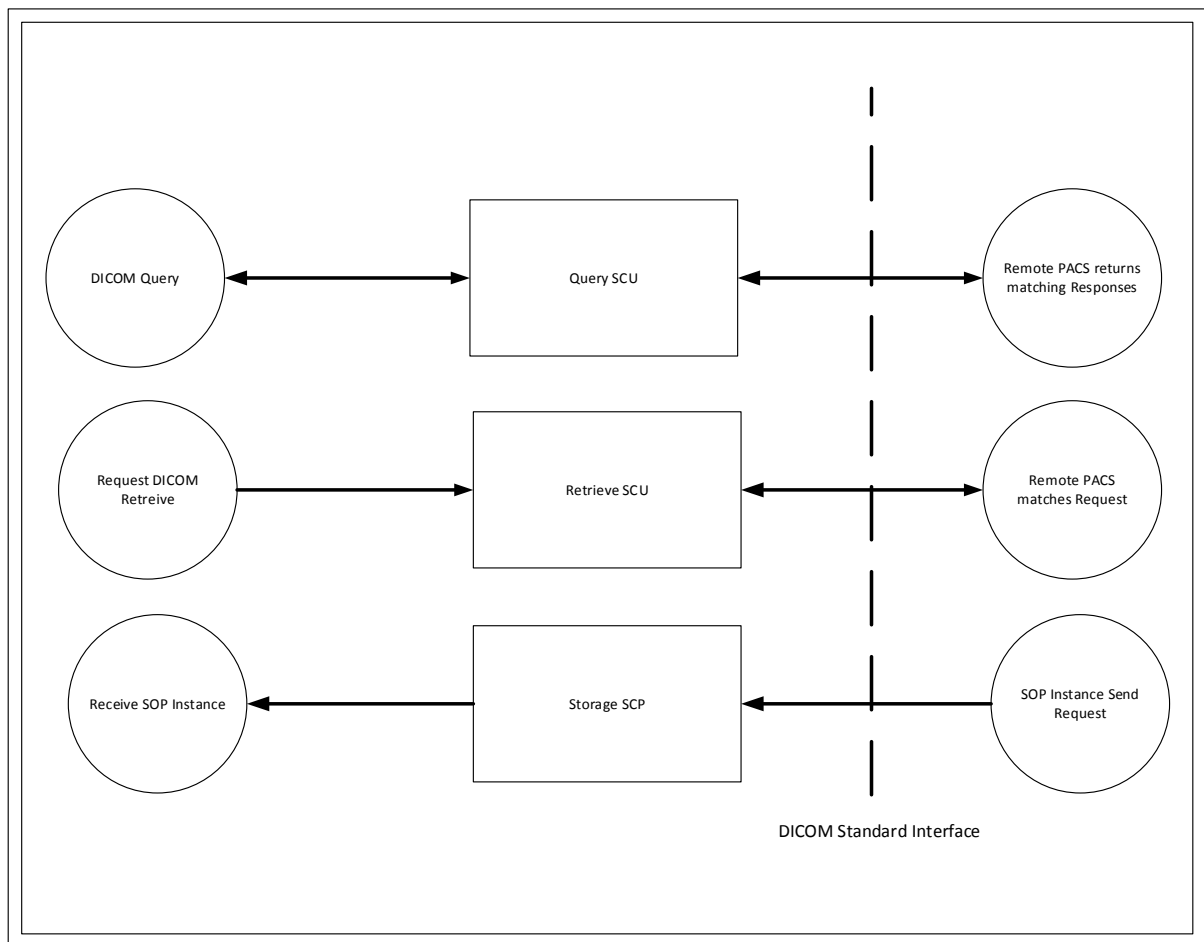 DICOM Query
Query SCU
Remote PACS returns
matching Responses
Request DICOM
Retreive
Retrieve SCU
Remote PACS
matches Request
Receive SOP Instance
Storage SCP
SOP Instance Send
Request
DICOM Standard Interface